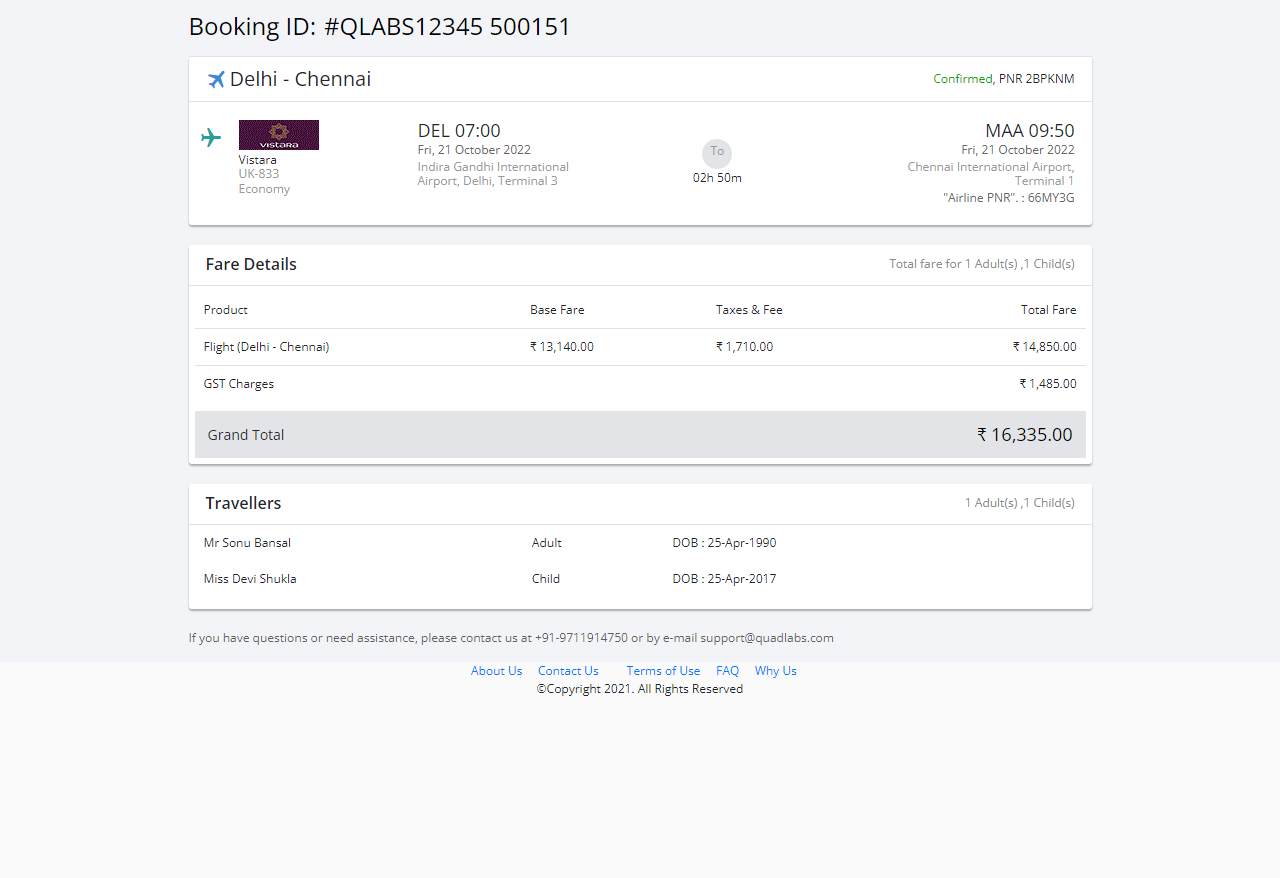 Booking ID: #QLABS12345 500151
Delhi - Chennai
Confirmed, PNR 2BPKNM
VISTARA
Vistara
UK-833
Economy
DEL 07:00
Fri, 21 October 2022
Indira Gandhi International
Airport, Delhi, Terminal 3
To
02h 50m
MAA 09:50
Fri, 21 October 2022
Chennai International Airport,
Terminal 1
"Airline PNR". : 66MY3G
Fare Details
Total fare for 1 Adult(s) ,1 Child(s)
Product Base Fare Taxes & Fee Total Fare
Flight (Delhi - Chennai) ₹ 13,140.00 ₹ 1,710.00 ₹ 14,850.00
GST Charges ₹ 1,485.00
Grand Total ₹ 16,335.00
Travellers
1 Adult(s) ,1 Child(s)
Mr Sonu Bansal Adult DOB : 25-Apr-1990
Miss Devi Shukla Child DOB : 25-Apr-2017
If you have questions or need assistance, please contact us at +91-9711914750 or by e-mail support@quadlabs.com
About Us Contact Us Terms of Use FAQ Why Us
©Copyright 2021. All Rights Reserved